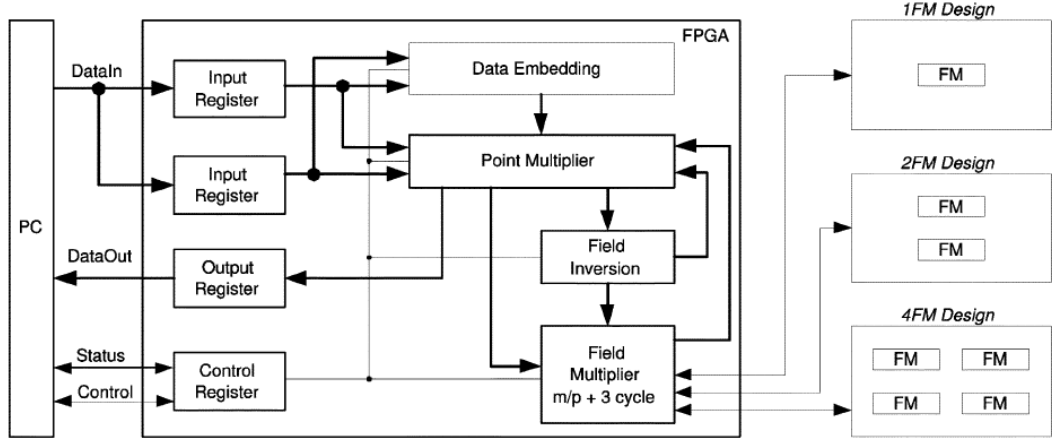 1FM Design
FPGA
DataIn
Input
Register
Data Embedding
FM
Point Multiplier
Input
Register
2FM Design
FM
FM
PC
DataOut
Output
Register
Field
Inversion
4FM Design
Status
Control
Control
Register
Field
Multiplier
m/p + 3 cycle
FM FM
FM FM